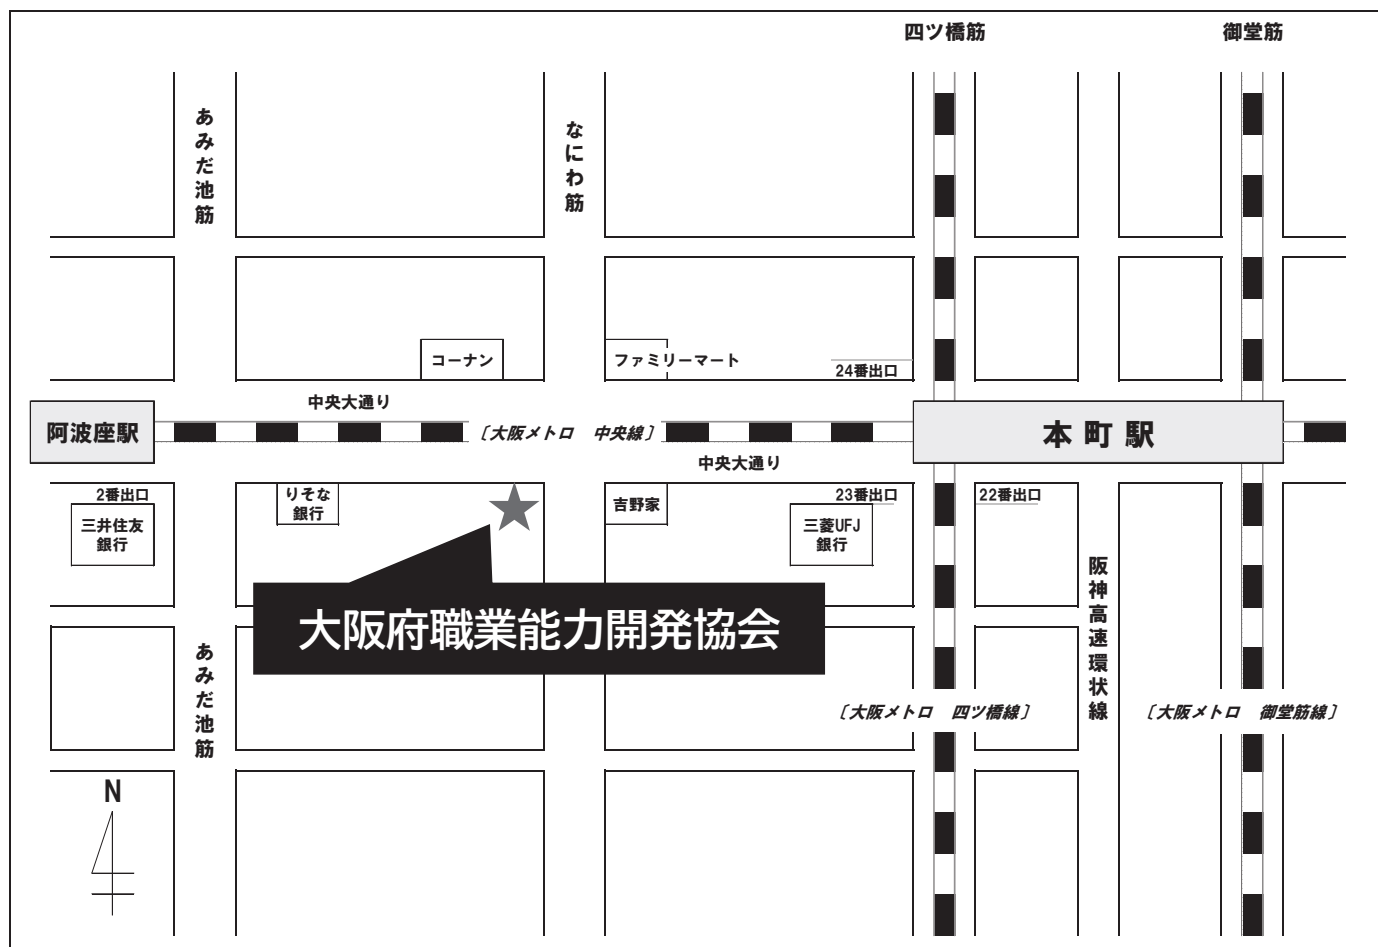 四ツ橋筋
御堂筋
あみだ池筋
なにわ筋
コーナン
ファミリーマート
24番出口
中央大通り
阿波座駅
〔大阪メトロ　中央線〕
本町駅
中央大通り
2番出口
三井住友
銀行
りそな
銀行
吉野家
23番出口
三菱UFJ
銀行
22番出口
大阪府職業能力開発協会
阪神高速環状線
あみだ池筋
〔大阪メトロ　四ツ橋線〕
〔大阪メトロ　御堂筋線〕
N